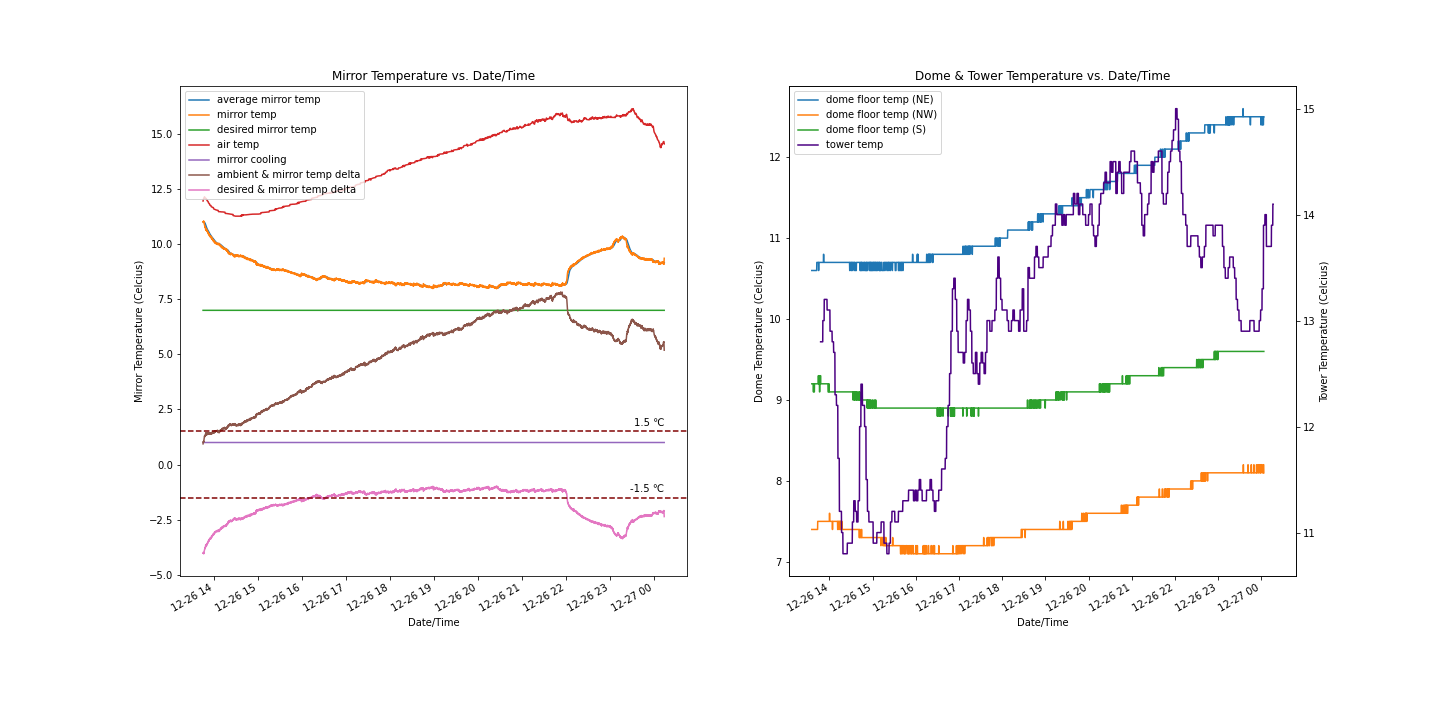 Mirror Temperature vs. Date/Time
average mirror temp
mirror temp
desired mirror temp
air temp
mirror cooling
ambient & mirror temp delta
desired & mirror temp delta
15.0
12.5
10.0
7.5
5.0
2.5
0.0
−2.5
−5.0
Mirror Temperature (Celcius)
1.5 °C
-1.5 °C
12-26 14
12-26 15
12-26 16
12-26 17
12-26 18
12-26 19
12-26 20
12-26 21
12-26 22
12-26 23
12-27 00
Date/Time
Dome & Tower Temperature vs. Date/Time
dome floor temp (NE)
dome floor temp (NW)
dome floor temp (S)
tower temp
12
11
10
9
8
7
Dome Temperature (Celcius)
15
14
13
12
11
Tower Temperature (Celcius)
12-26 14
12-26 15
12-26 16
12-26 17
12-26 18
12-26 19
12-26 20
12-26 21
12-26 22
12-26 23
12-27 00
Date/Time